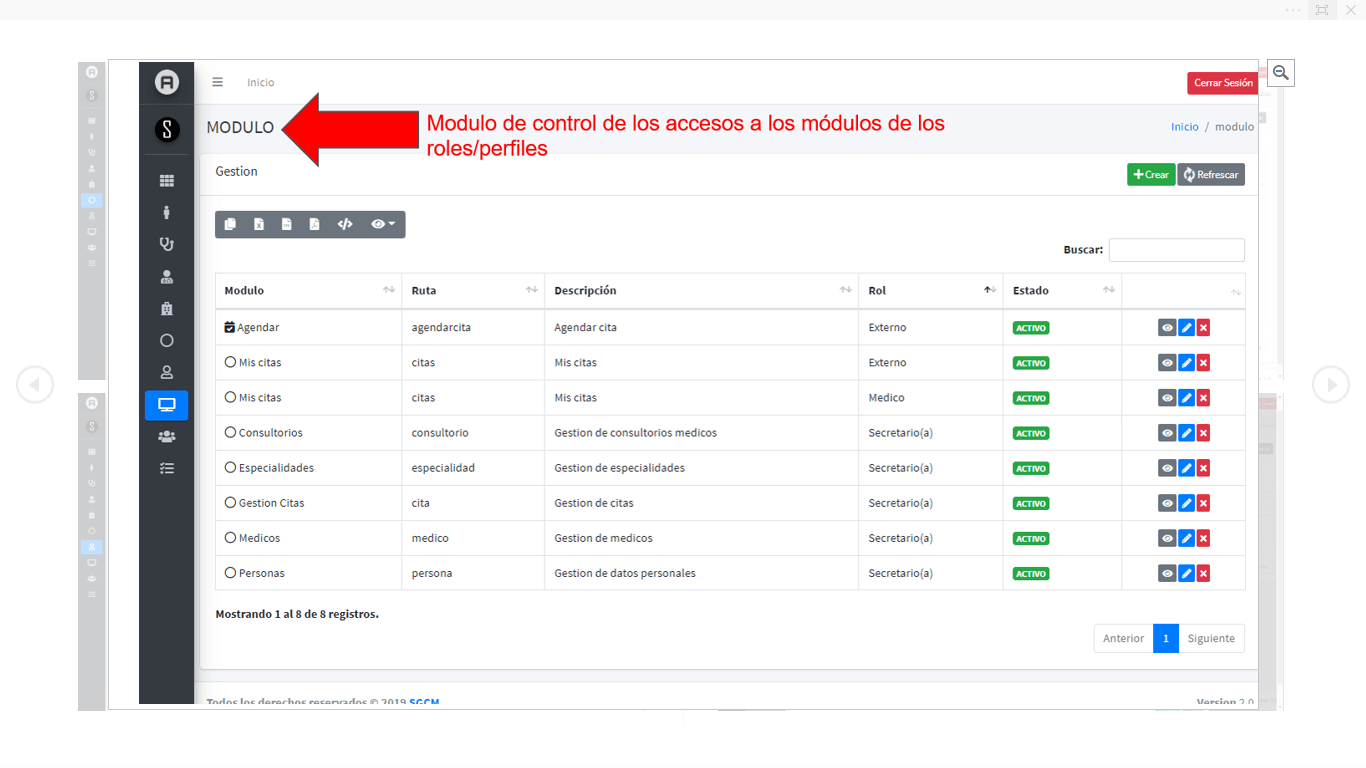 Inicio
Cerrar Sesión
MODULO
Modulo de control de los accesos a los módulos de los
roles/perfiles
Inicio / modulo
Gestion
Crear
Refrescar
Buscar:
Modulo Ruta Descripción Rol Estado
Agendar agendarcita Agendar cita Externo ACTIVO
Mis citas citas Mis citas Externo ACTIVO
Mis citas citas Mis citas Medico ACTIVO
Consultorios consultorio Gestion de consultorios medicos Secretario(a) ACTIVO
Especialidades especialidad Gestion de especialidades Secretario(a) ACTIVO
Gestion Citas cita Gestion de citas Secretario(a) ACTIVO
Medicos medico Gestion de medicos Secretario(a) ACTIVO
Personas persona Gestion de datos personales Secretario(a) ACTIVO
Mostrando 1 al 8 de 8 registros.
Anterior 1 Siguiente
Todos los derechos reservados © 2019 SGCM
Version 2.0